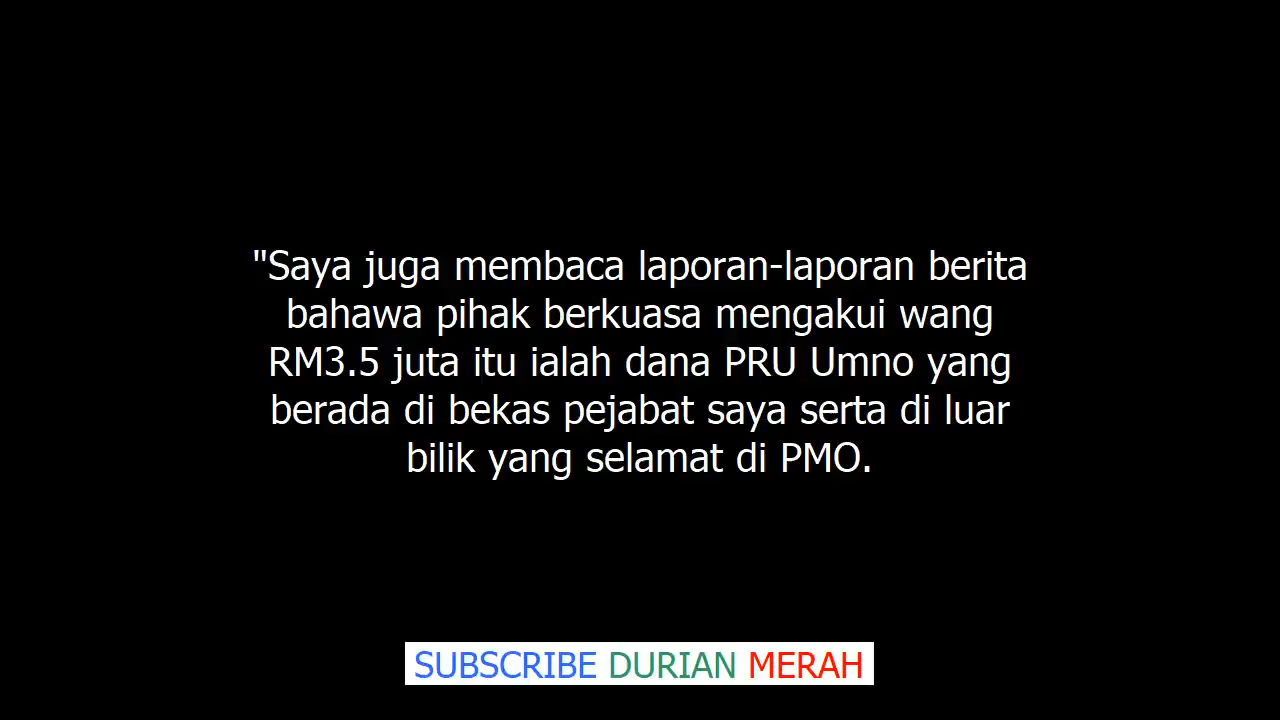 "Saya juga membaca laporan-laporan berita
bahawa pihak berkuasa mengakui wang
RM3.5 juta itu ialah dana PRU Umno yang
berada di bekas pejabat saya serta di luar
bilik yang selamat di PMO.
SUBSCRIBE DURIAN MERAH